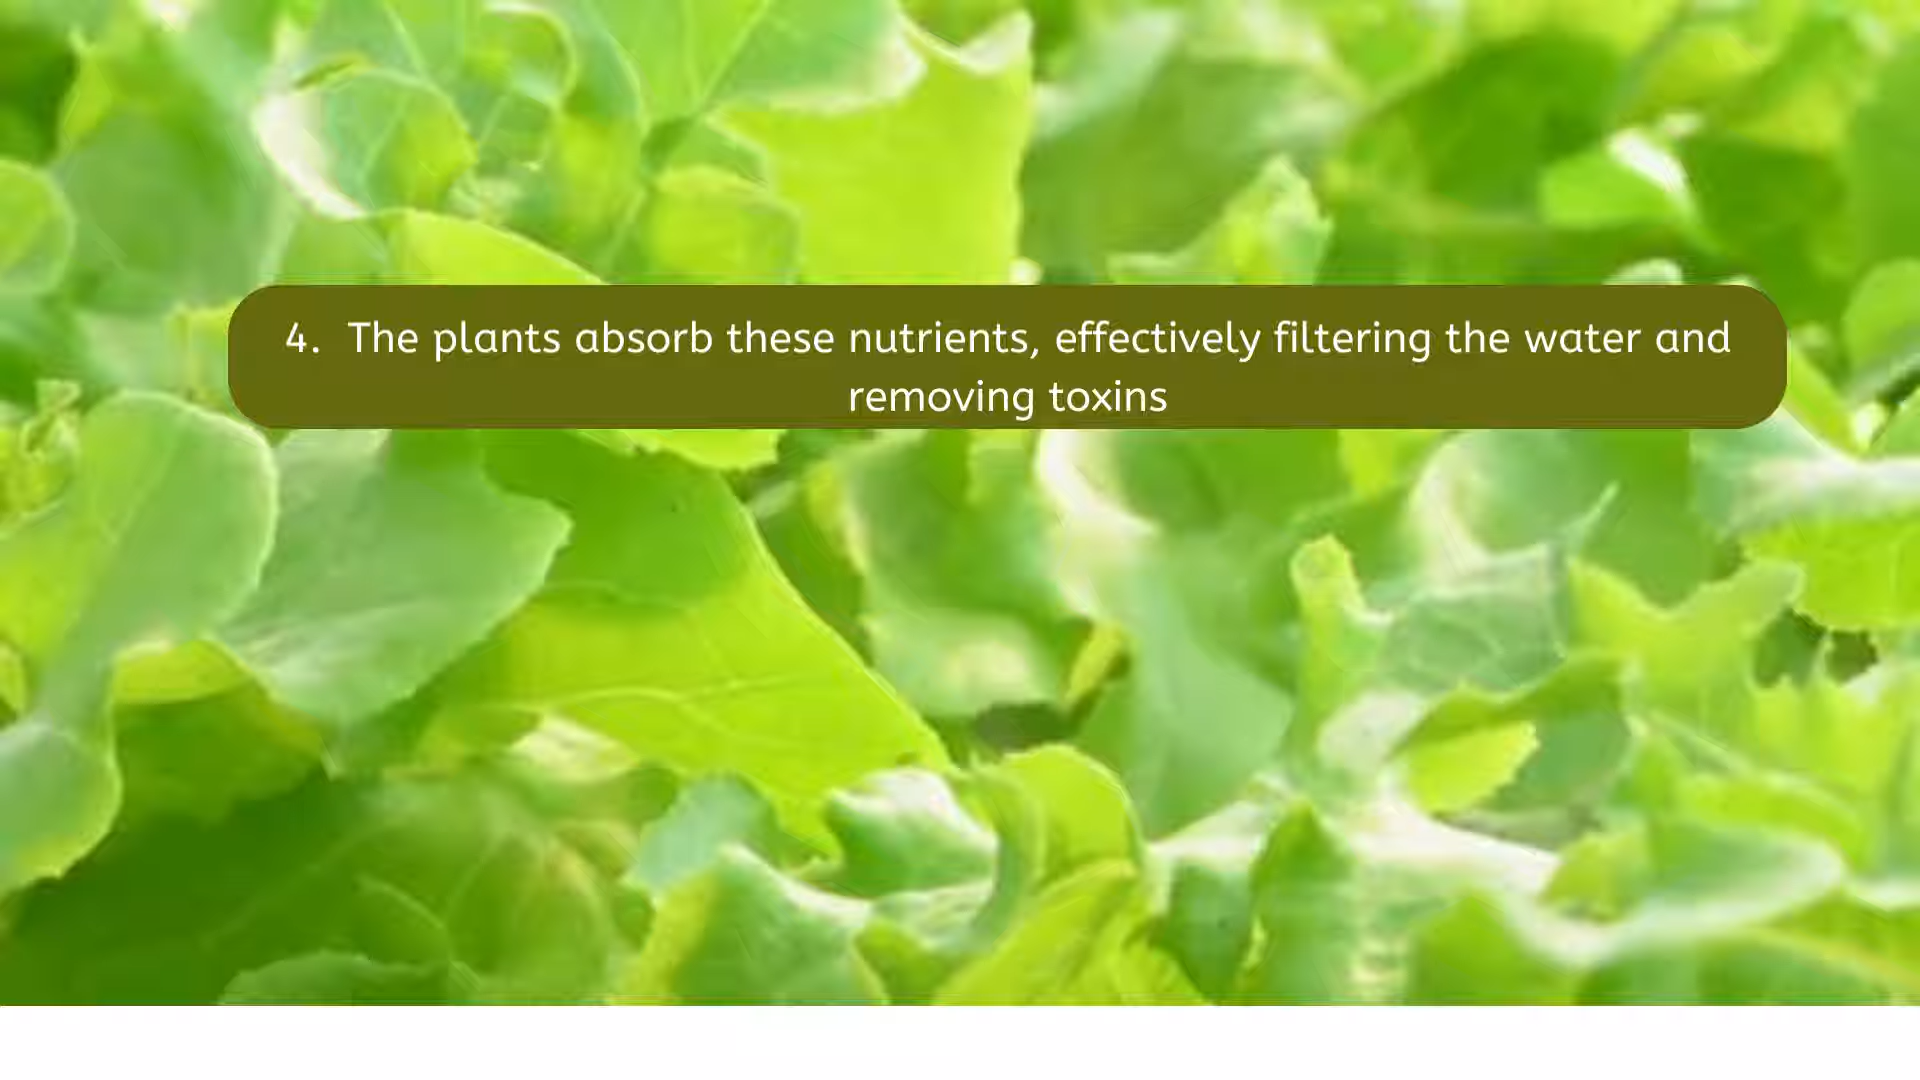 4. The plants absorb these nutrients, effectively filtering the water and
removing toxins